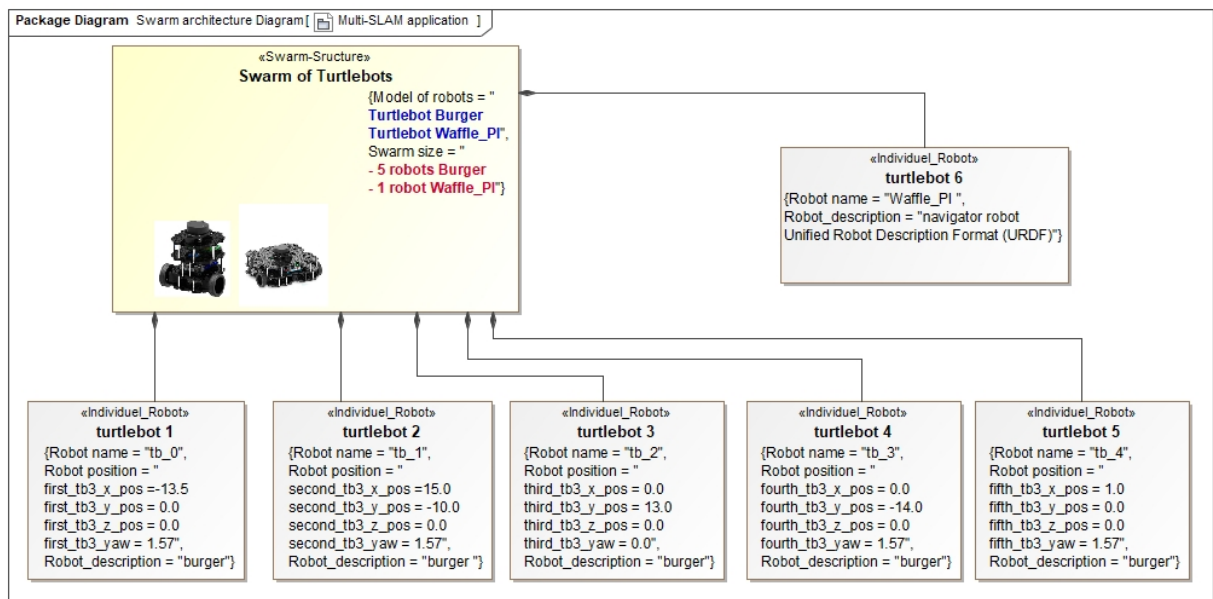 Package Diagram Swarm architecture Diagram [ Multi-SLAM application ]
«Swarm-Sructure»
Swarm of Turtlebots
{Model of robots = "
Turtlebot Burger
Turtlebot Waffle_PI",
Swarm size = "
- 5 robots Burger
- 1 robot Waffle_PI"}
«Individuel_Robot»
turtlebot 6
{Robot name = "Waffle_PI ",
Robot_description = "navigator robot
Unified Robot Description Format (URDF)"}
«Individuel_Robot»
turtlebot 1
{Robot name = "tb_0",
Robot position = "
first_tb3_x_pos =-13.5
first_tb3_y_pos = 0.0
first_tb3_z_pos = 0.0
first_tb3_yaw = 1.57",
Robot_description = "burger"}
«Individuel_Robot»
turtlebot 2
{Robot name = "tb_1",
Robot position = "
second_tb3_x_pos =15.0
second_tb3_y_pos = -10.0
second_tb3_z_pos = 0.0
second_tb3_yaw = 1.57",
Robot_description = "burger "}
«Individuel_Robot»
turtlebot 3
{Robot name = "tb_2",
Robot position = "
third_tb3_x_pos = 0.0
third_tb3_y_pos = 13.0
third_tb3_z_pos = 0.0
third_tb3_yaw = 0.0",
Robot_description = "burger"}
«Individuel_Robot»
turtlebot 4
{Robot name = "tb_3",
Robot position = "
fourth_tb3_x_pos = 0.0
fourth_tb3_y_pos = -14.0
fourth_tb3_z_pos = 0.0
fourth_tb3_yaw = 1.57",
Robot_description = "burger"}
«Individuel_Robot»
turtlebot 5
{Robot name = "tb_4",
Robot position = "
fifth_tb3_x_pos = 1.0
fifth_tb3_y_pos = 0.0
fifth_tb3_z_pos = 0.0
fifth_tb3_yaw = 1.57",
Robot_description = "burger"}